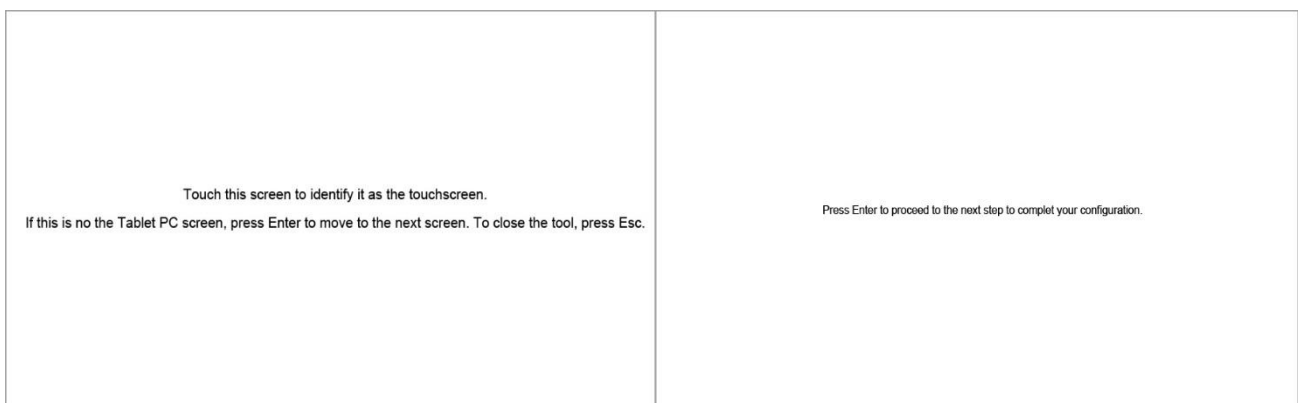 Touch this screen to identify it as the touchscreen.
If this is no the Tablet PC screen, press Enter to move to the next screen. To close the tool, press Esc.
Press Enter to proceed to the next step to complet your configuration.